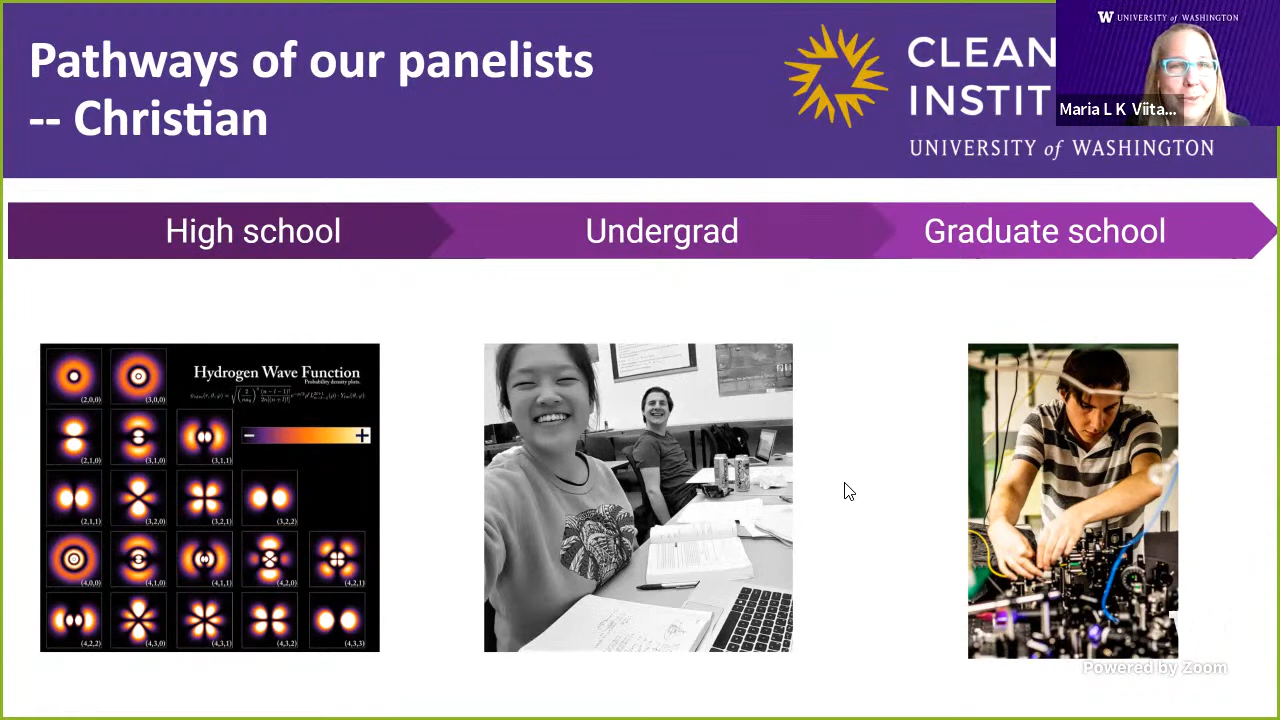 Pathways of our panelists
-- Christian
CLEAN
INSTIT
UNIVERSITY of WASHINGTON
W UNIVERSITY of WASHINGTON
Maria L K Viita...
High school
Undergrad
Graduate school
Hydrogen Wave Function
Probability density plots.
(2,0,0)
(3,0,0)
(2,1,0)
(3,1,0)
(3,1,1)
− +
(2,1,1)
(3,2,0)
(3,2,1)
(3,2,2)
(4,0,0)
(4,1,0)
(4,1,1)
(4,2,0)
(4,2,1)
(4,2,2)
(4,3,0)
(4,3,1)
(4,3,2)
(4,3,3)
Powered by Zoom